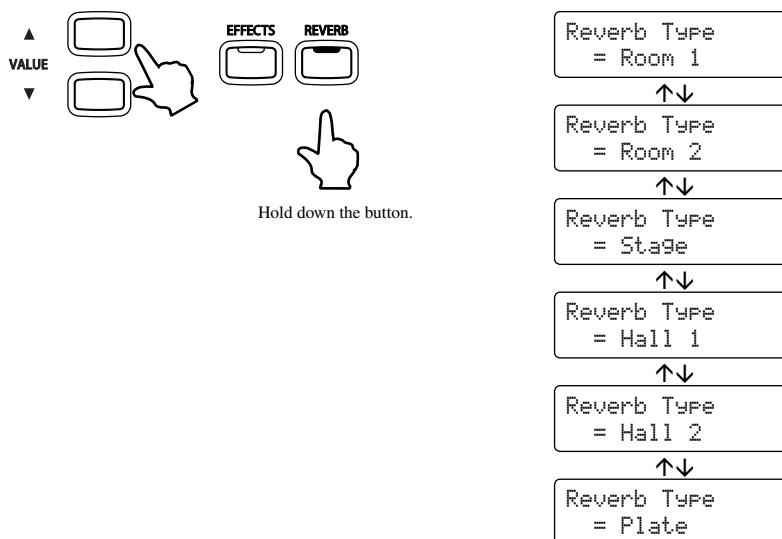 ▲
VALUE
▼
EFFECTS REVERB
Hold down the button.
Reverb Type
= Room 1
↑↓
Reverb Type
= Room 2
↑↓
Reverb Type
= Stage
↑↓
Reverb Type
= Hall 1
↑↓
Reverb Type
= Hall 2
↑↓
Reverb Type
= Plate